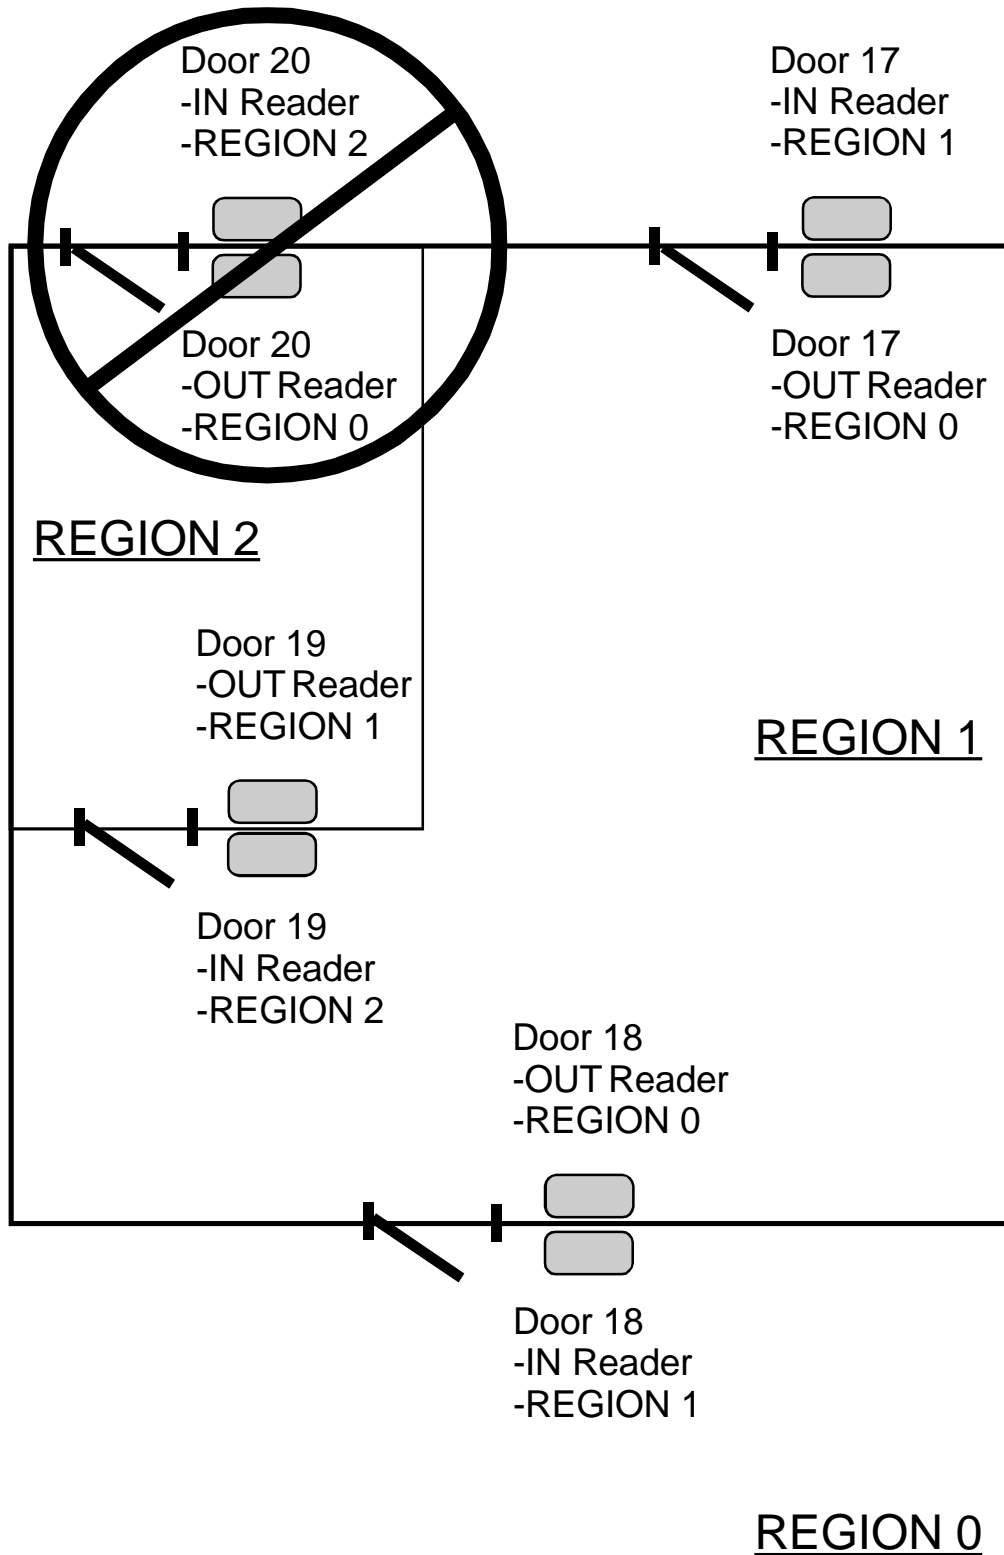 Door 20
-IN Reader
-REGION 2
Door 17
-IN Reader
-REGION 1
Door 20
-OUT Reader
-REGION 0
Door 17
-OUT Reader
-REGION 0
REGION 2
Door 19
-OUT Reader
-REGION 1
REGION 1
Door 19
-IN Reader
-REGION 2
Door 18
-OUT Reader
-REGION 0
Door 18
-IN Reader
-REGION 1
REGION 0